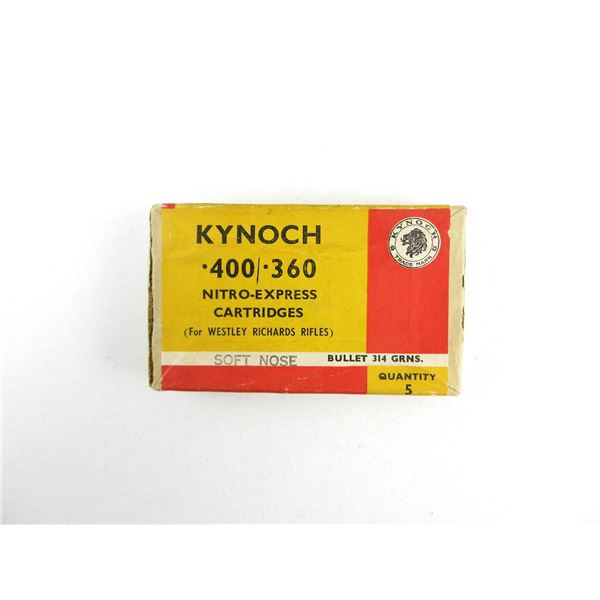 KYNOCH
·400/·360
NITRO-EXPRESS
CARTRIDGES
(For WESTLEY RICHARDS RIFLES)
SOFT NOSE
BULLET 314 GRNS.
QUANTITY
5
KYNOCH
TRADE MARK